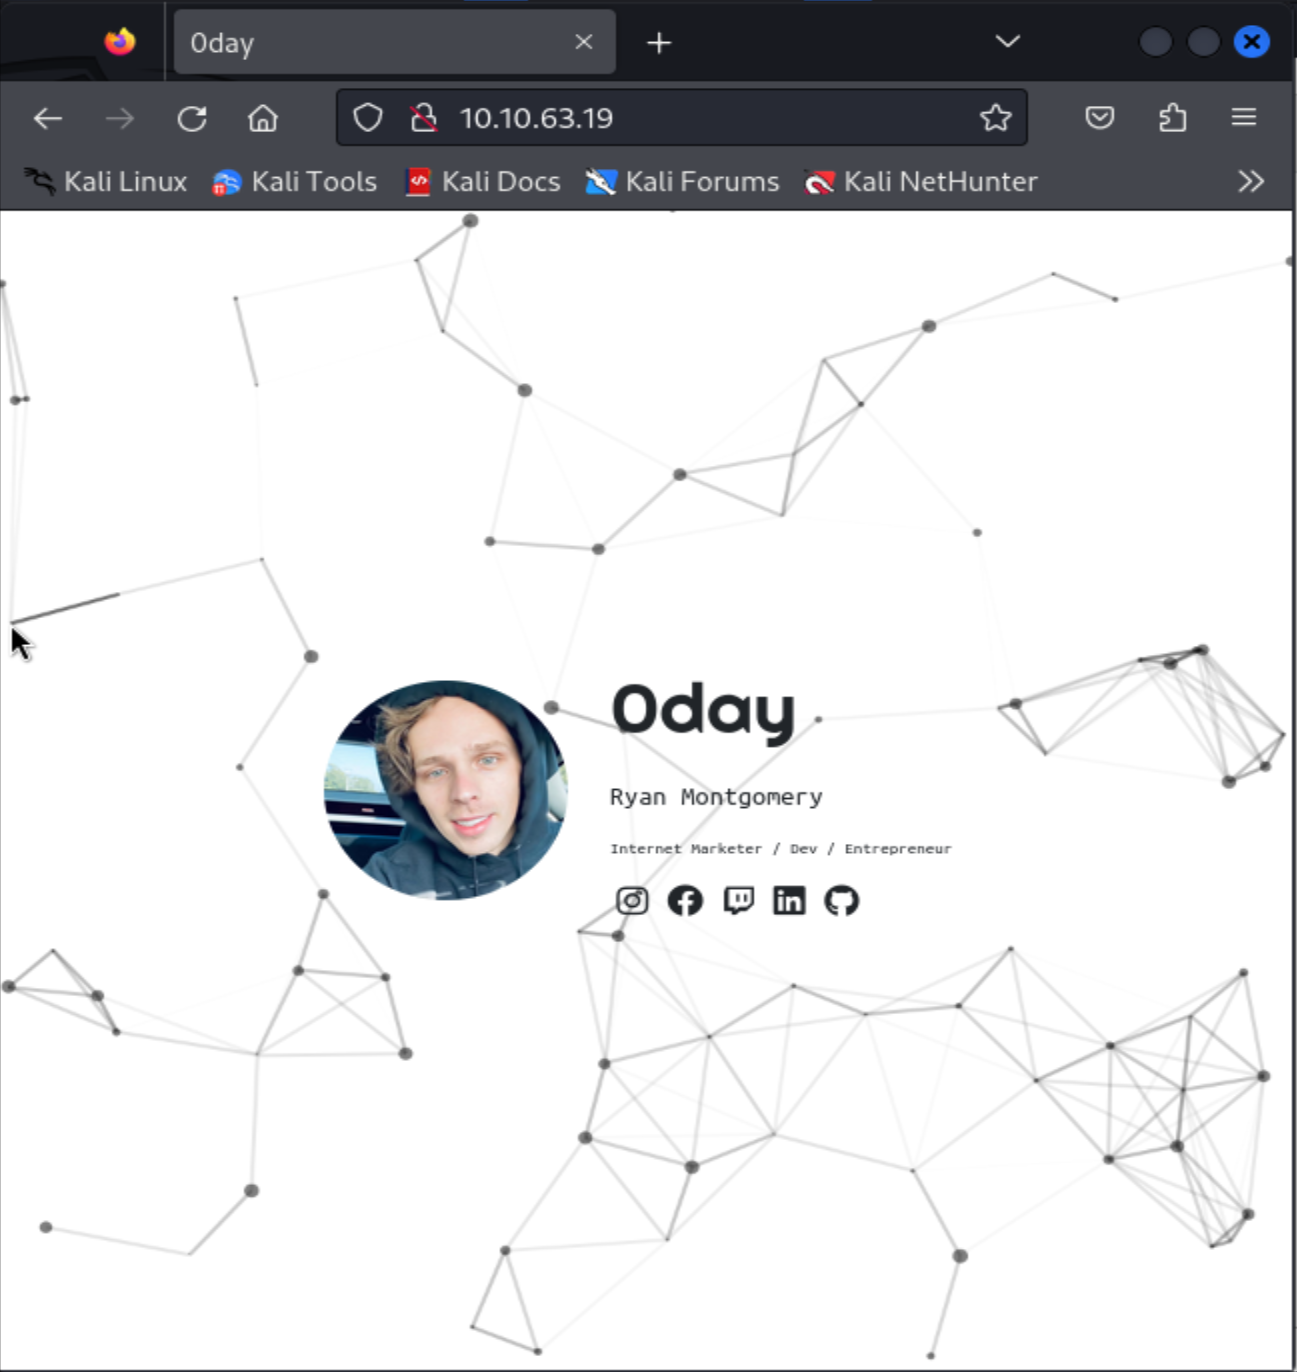 0day
10.10.63.19
Kali Linux Kali Tools Kali Docs Kali Forums Kali NetHunter
0day
Ryan Montgomery
Internet Marketer / Dev / Entrepreneur